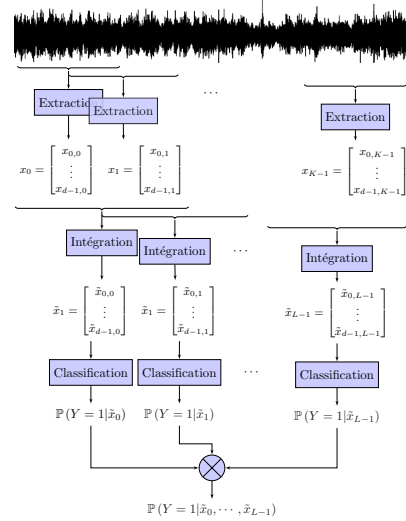 Extraction Extraction ··· Extraction
x_0 = [x_{0,0} ⋮ x_{d−1,0}] x_1 = [x_{0,1} ⋮ x_{d−1,1}] x_{K−1} = [x_{0,K−1} ⋮ x_{d−1,K−1}]
Intégration Intégration ··· Intégration
x̃_1 = [x̃_{0,0} ⋮ x̃_{d−1,0}] x̃_1 = [x̃_{0,1} ⋮ x̃_{d−1,1}] x̃_{L−1} = [x̃_{0,L−1} ⋮ x̃_{d−1,L−1}]
Classification Classification ··· Classification
ℙ(Y = 1|x̃_0) ℙ(Y = 1|x̃_1) ℙ(Y = 1|x̃_{L−1})
ℙ(Y = 1|x̃_0, ··· , x̃_{L−1})